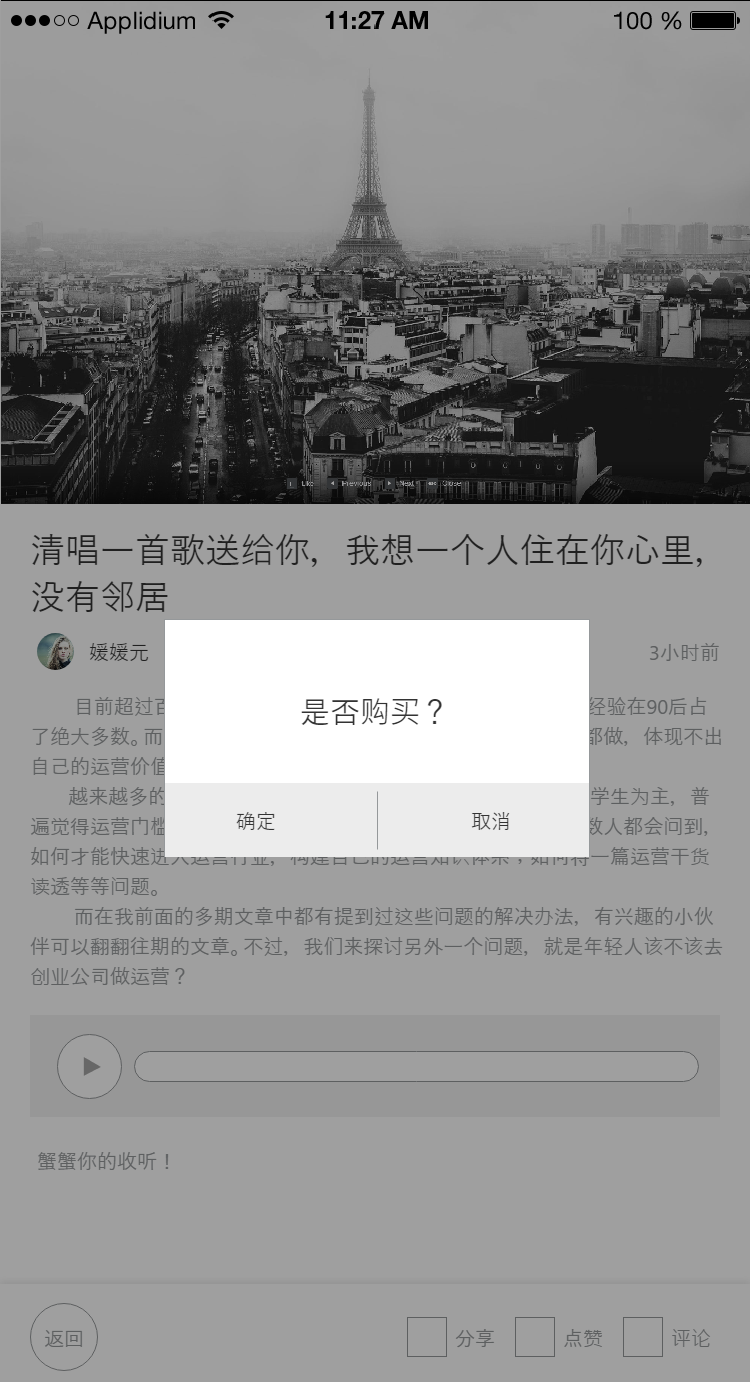 Applidium 11:27 AM 100 %
Like Previous Next Close
清唱一首歌送给你，我想一个人住在你心里，
没有邻居
媛媛元 3小时前
是否购买？
确定 取消
目前超过百 经验在90后占
了绝大多数。而 都做，体现不出
自己的运营价值
越来越多的 学生为主，普
遍觉得运营门槛 数人都会问到，
如何才能快速进入运营行业，构建自己的运营知识体系，如何将一篇运营干货
读透等等问题。
而在我前面的多期文章中都有提到过这些问题的解决办法，有兴趣的小伙
伴可以翻翻往期的文章。不过，我们来探讨另外一个问题，就是年轻人该不该去
创业公司做运营？
蟹蟹你的收听！
返回 分享 点赞 评论